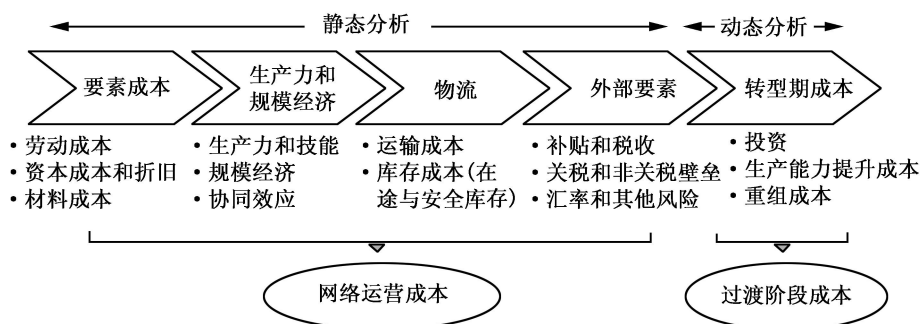 静态分析
动态分析
要素成本
生产力和
规模经济
物流
外部要素
转型期成本
• 劳动成本
• 资本成本和折旧
• 材料成本
• 生产力和技能
• 规模经济
• 协同效应
• 运输成本
• 库存成本(在
途与安全库存)
• 补贴和税收
• 关税和非关税壁垒
• 汇率和其他风险
• 投资
• 生产能力提升成本
• 重组成本
网络运营成本
过渡阶段成本